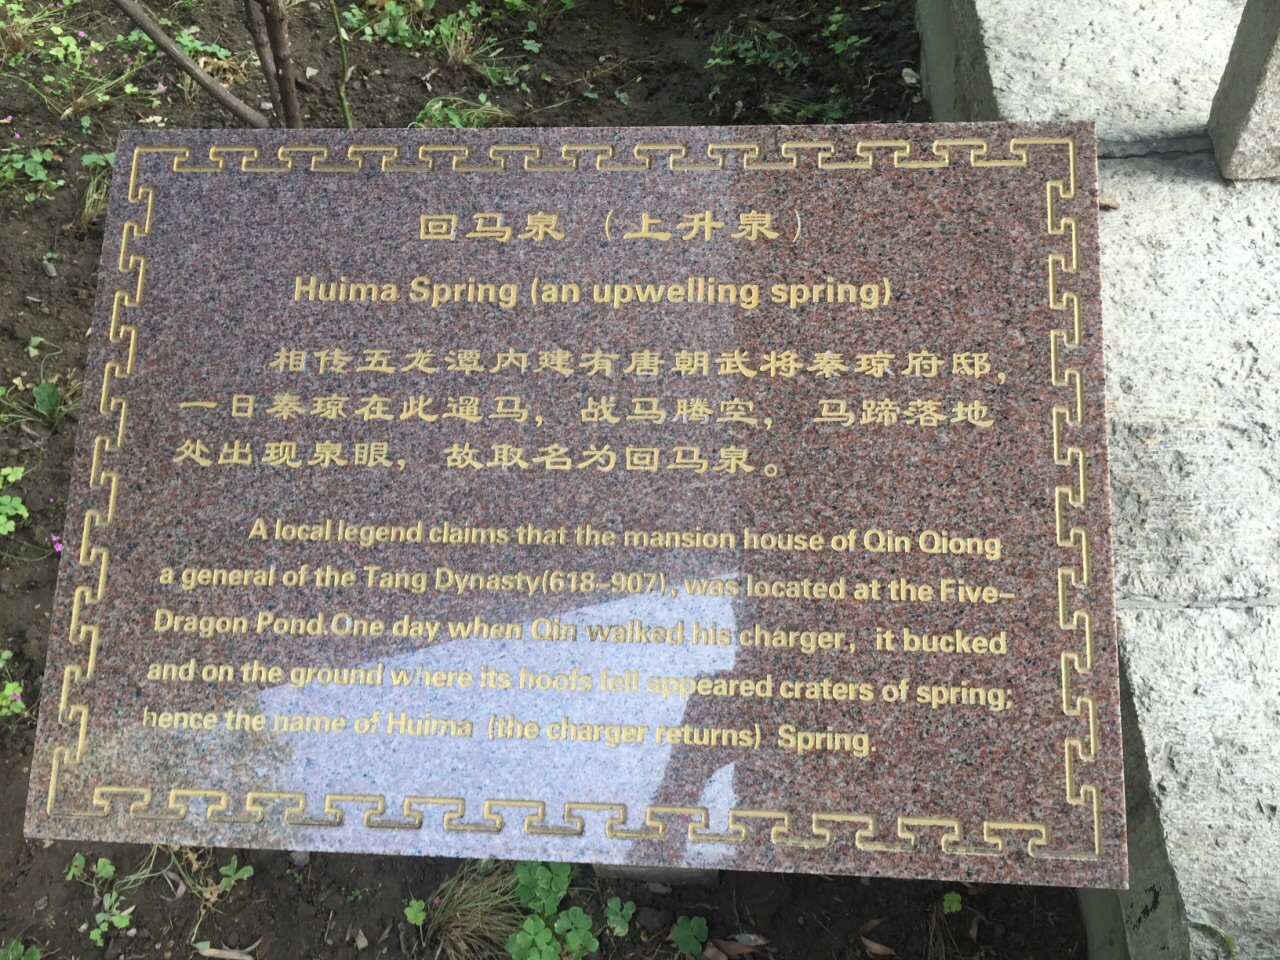 回马泉（上升泉）
Huima Spring (an upwelling spring)
相传五龙潭内建有唐朝武将秦琼府邸，
一日秦琼在此遛马，战马腾空，马蹄落地
处出现泉眼，故取名为回马泉。
A local legend claims that the mansion house of Qin Qiong
a general of the Tang Dynasty(618-907), was located at the Five-
Dragon Pond.One day when Qin walked his charger, it bucked
and on the ground where its hoofs fell appeared craters of spring;
hence the name of Huima (the charger returns) Spring.